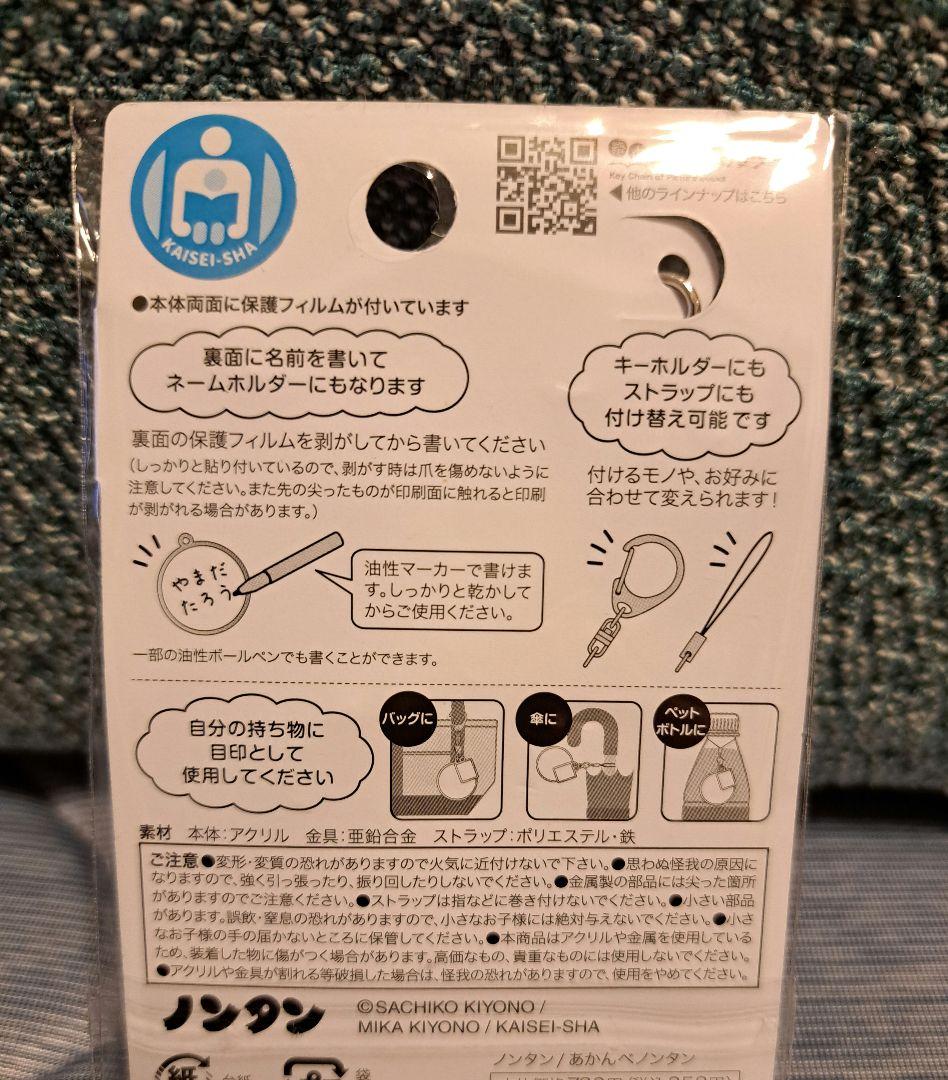 KAISEI-SHA
Key Chain of
◀他のラインナップはこちら
●本体両面に保護フィルムが付いています
裏面に名前を書いて
ネームホルダーにもなります
キーホルダーにも
ストラップにも
付け替え可能です
裏面の保護フィルムを剥がしてから書いてください
(しっかりと貼り付いているので、剥がす時は爪を傷めないように
注意してください。また先の尖ったものが印刷面に触れると印刷
が剥がれる場合があります。)
付けるモノや、お好みに
合わせて変えられます!
やまだ
たろう
油性マーカーで書けま
す。しっかりと乾かして
からご使用ください。
一部の油性ボールペンでも書くことができます。
自分の持ち物に
目印として
使用してください
バッグに
傘に
ペット
ボトルに
素材 本体:アクリル 金具:亜鉛合金 ストラップ:ポリエステル・鉄
ご注意●変形・変質の恐れがありますので火気に近付けないで下さい。●思わぬ怪我の原因に
なりますので、強く引っ張ったり、振り回したりしないでください。●金属製の部品には尖った箇所
がありますのでご注意ください。●ストラップは指などに巻き付けないでください。●小さい部品
があります。誤飲・窒息の恐れがありますので、小さなお子様には絶対与えないでください。●小さ
なお子様の手の届かないところに保管してください。●本商品はアクリルや金属を使用している
ため、装着した物に傷がつく場合があります。高価なもの、貴重なものには使用しないでください。
●アクリルや金具が割れる等破損した場合は、怪我の恐れがありますので、使用をやめてください。
ノンタン
©SACHIKO KIYONO /
MIKA KIYONO / KAISEI-SHA
ノンタン / あかんべノンタン
紙
台紙
袋